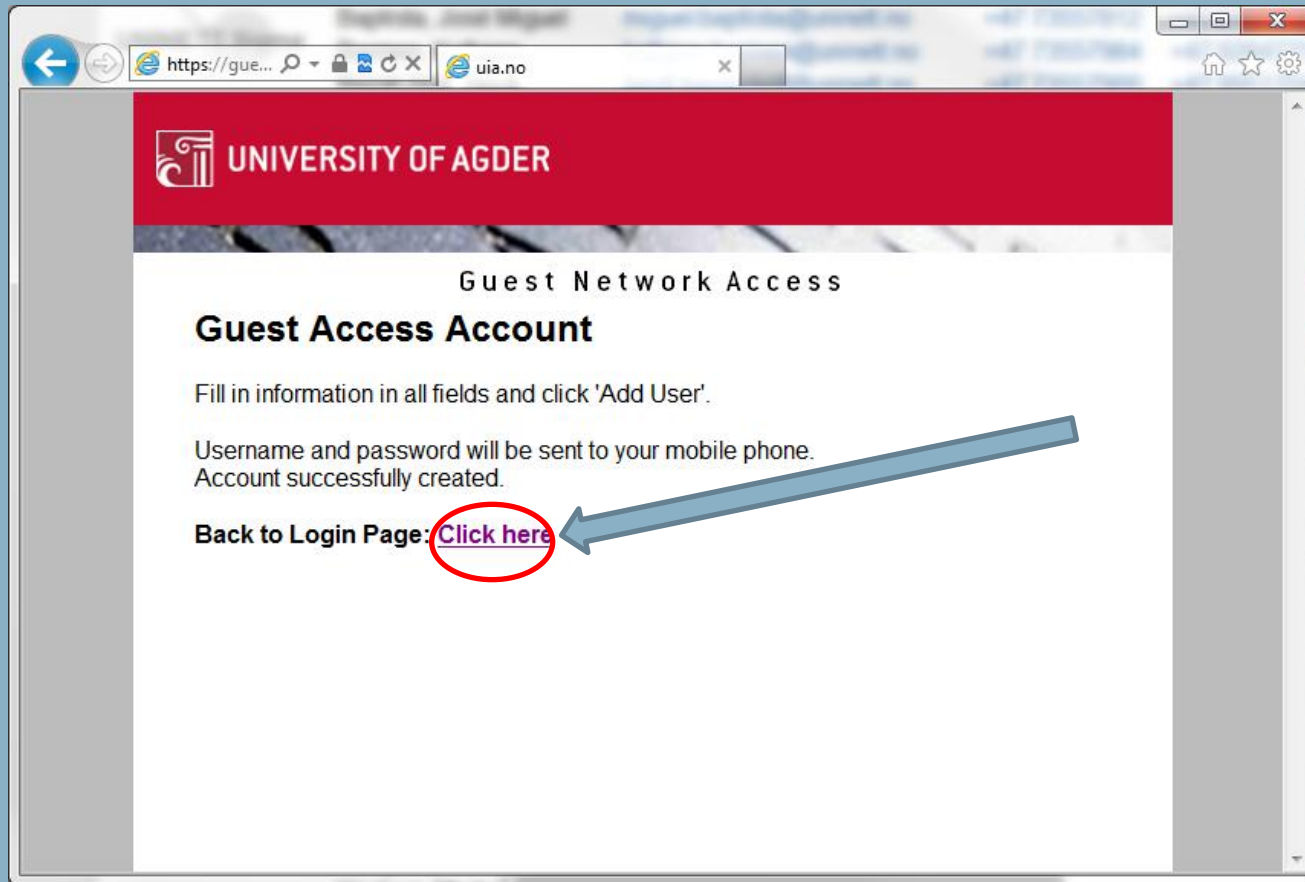 https://gue...
uia.no
UNIVERSITY OF AGDER
Guest Network Access
Guest Access Account
Fill in information in all fields and click 'Add User'.
Username and password will be sent to your mobile phone.
Account successfully created.
Back to Login Page: Click here